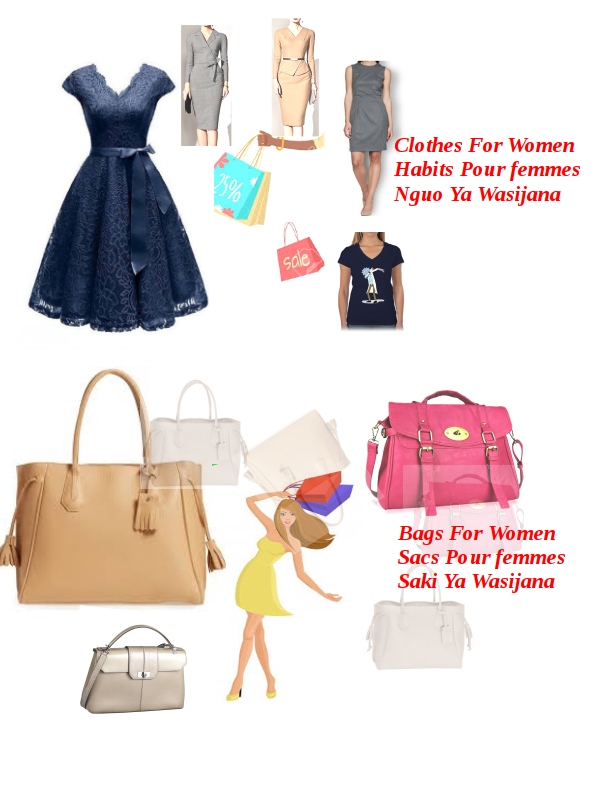 25%
sale
Clothes For Women
Habits Pour femmes
Nguo Ya Wasijana
Bags For Women
Sacs Pour femmes
Saki Ya Wasijana